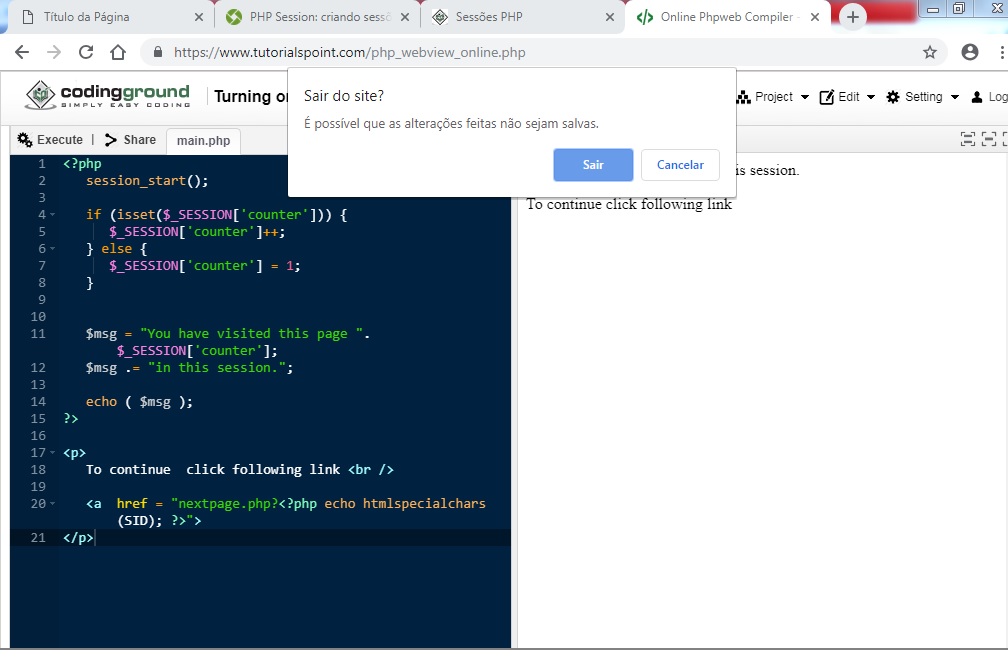 Título da Página
PHP Session: criando sessõ
Sessões PHP
Online Phpweb Compiler -
https://www.tutorialspoint.com/php_webview_online.php
codingground
SIMPLY EASY CODING
Turning o
Project
Edit
Setting
Log
Sair do site?
É possível que as alterações feitas não sejam salvas.
Sair
Cancelar
Execute | Share main.php
1 <?php
2 session_start();
3
4 if (isset($_SESSION['counter'])) {
5 $_SESSION['counter']++;
6 } else {
7 $_SESSION['counter'] = 1;
8 }
9
10
11 $msg = "You have visited this page ".
$_SESSION['counter'];
12 $msg .= "in this session.";
13
14 echo ( $msg );
15 ?>
16
17 <p>
18 To continue  click following link <br />
19
20 <a  href = "nextpage.php?<?php echo htmlspecialchars
(SID); ?>">
21 </p>
is session.
To continue click following link